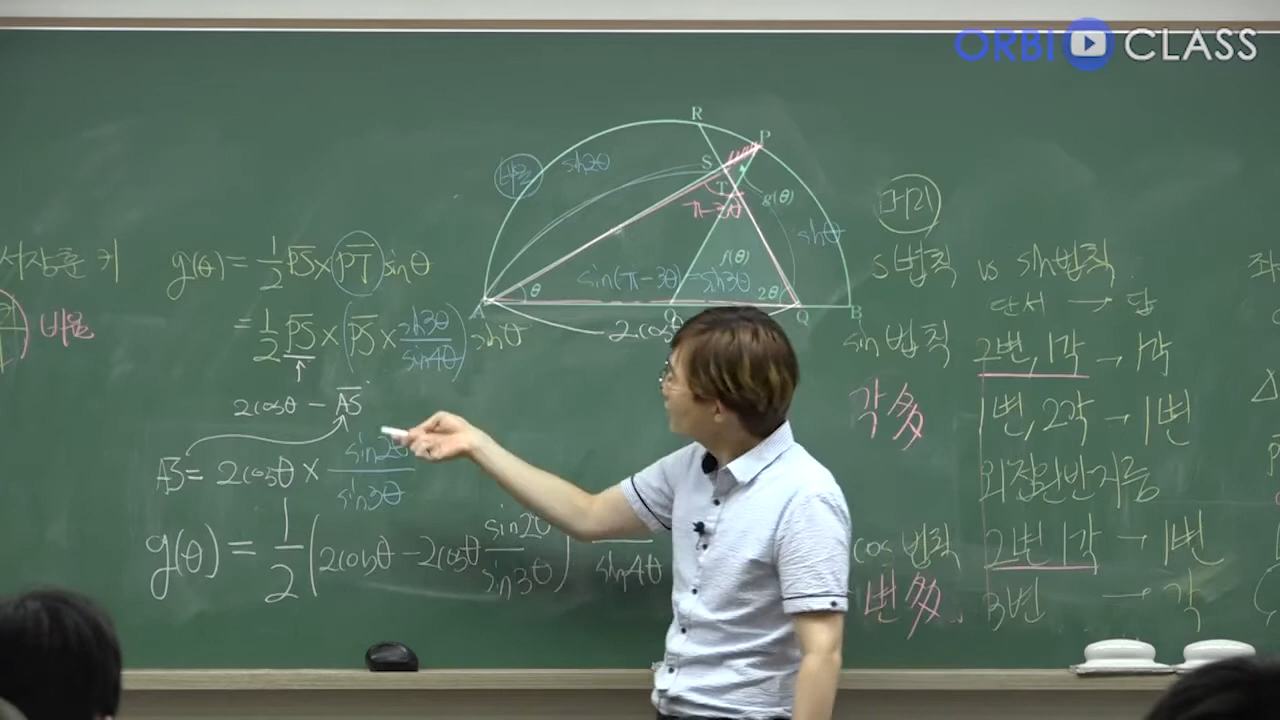 ORBI CLASS
R
P
S
T
sin2θ
g(θ)
π-3θ
sinθ
f(θ)
sin(π-3θ)=sin3θ
θ
2θ
A
Q
B
비율
g(θ) = 1/2 PS × PT sinθ
= 1/2 PS × (PS × sin3θ/sin4θ) sinθ
2cosθ - AS
AS = 2cosθ × sin2θ/sin3θ
g(θ) = 1/2 (2cosθ - 2cosθ sin2θ/sin3θ) sin4θ
머리
S법칙 vs sin법칙
단서 → 답
sin법칙 2변,1각 → 1각
각多 1변,2각 → 1변
외접원반지름
cos법칙 2변1각 → 1변
변多 3변 → 각